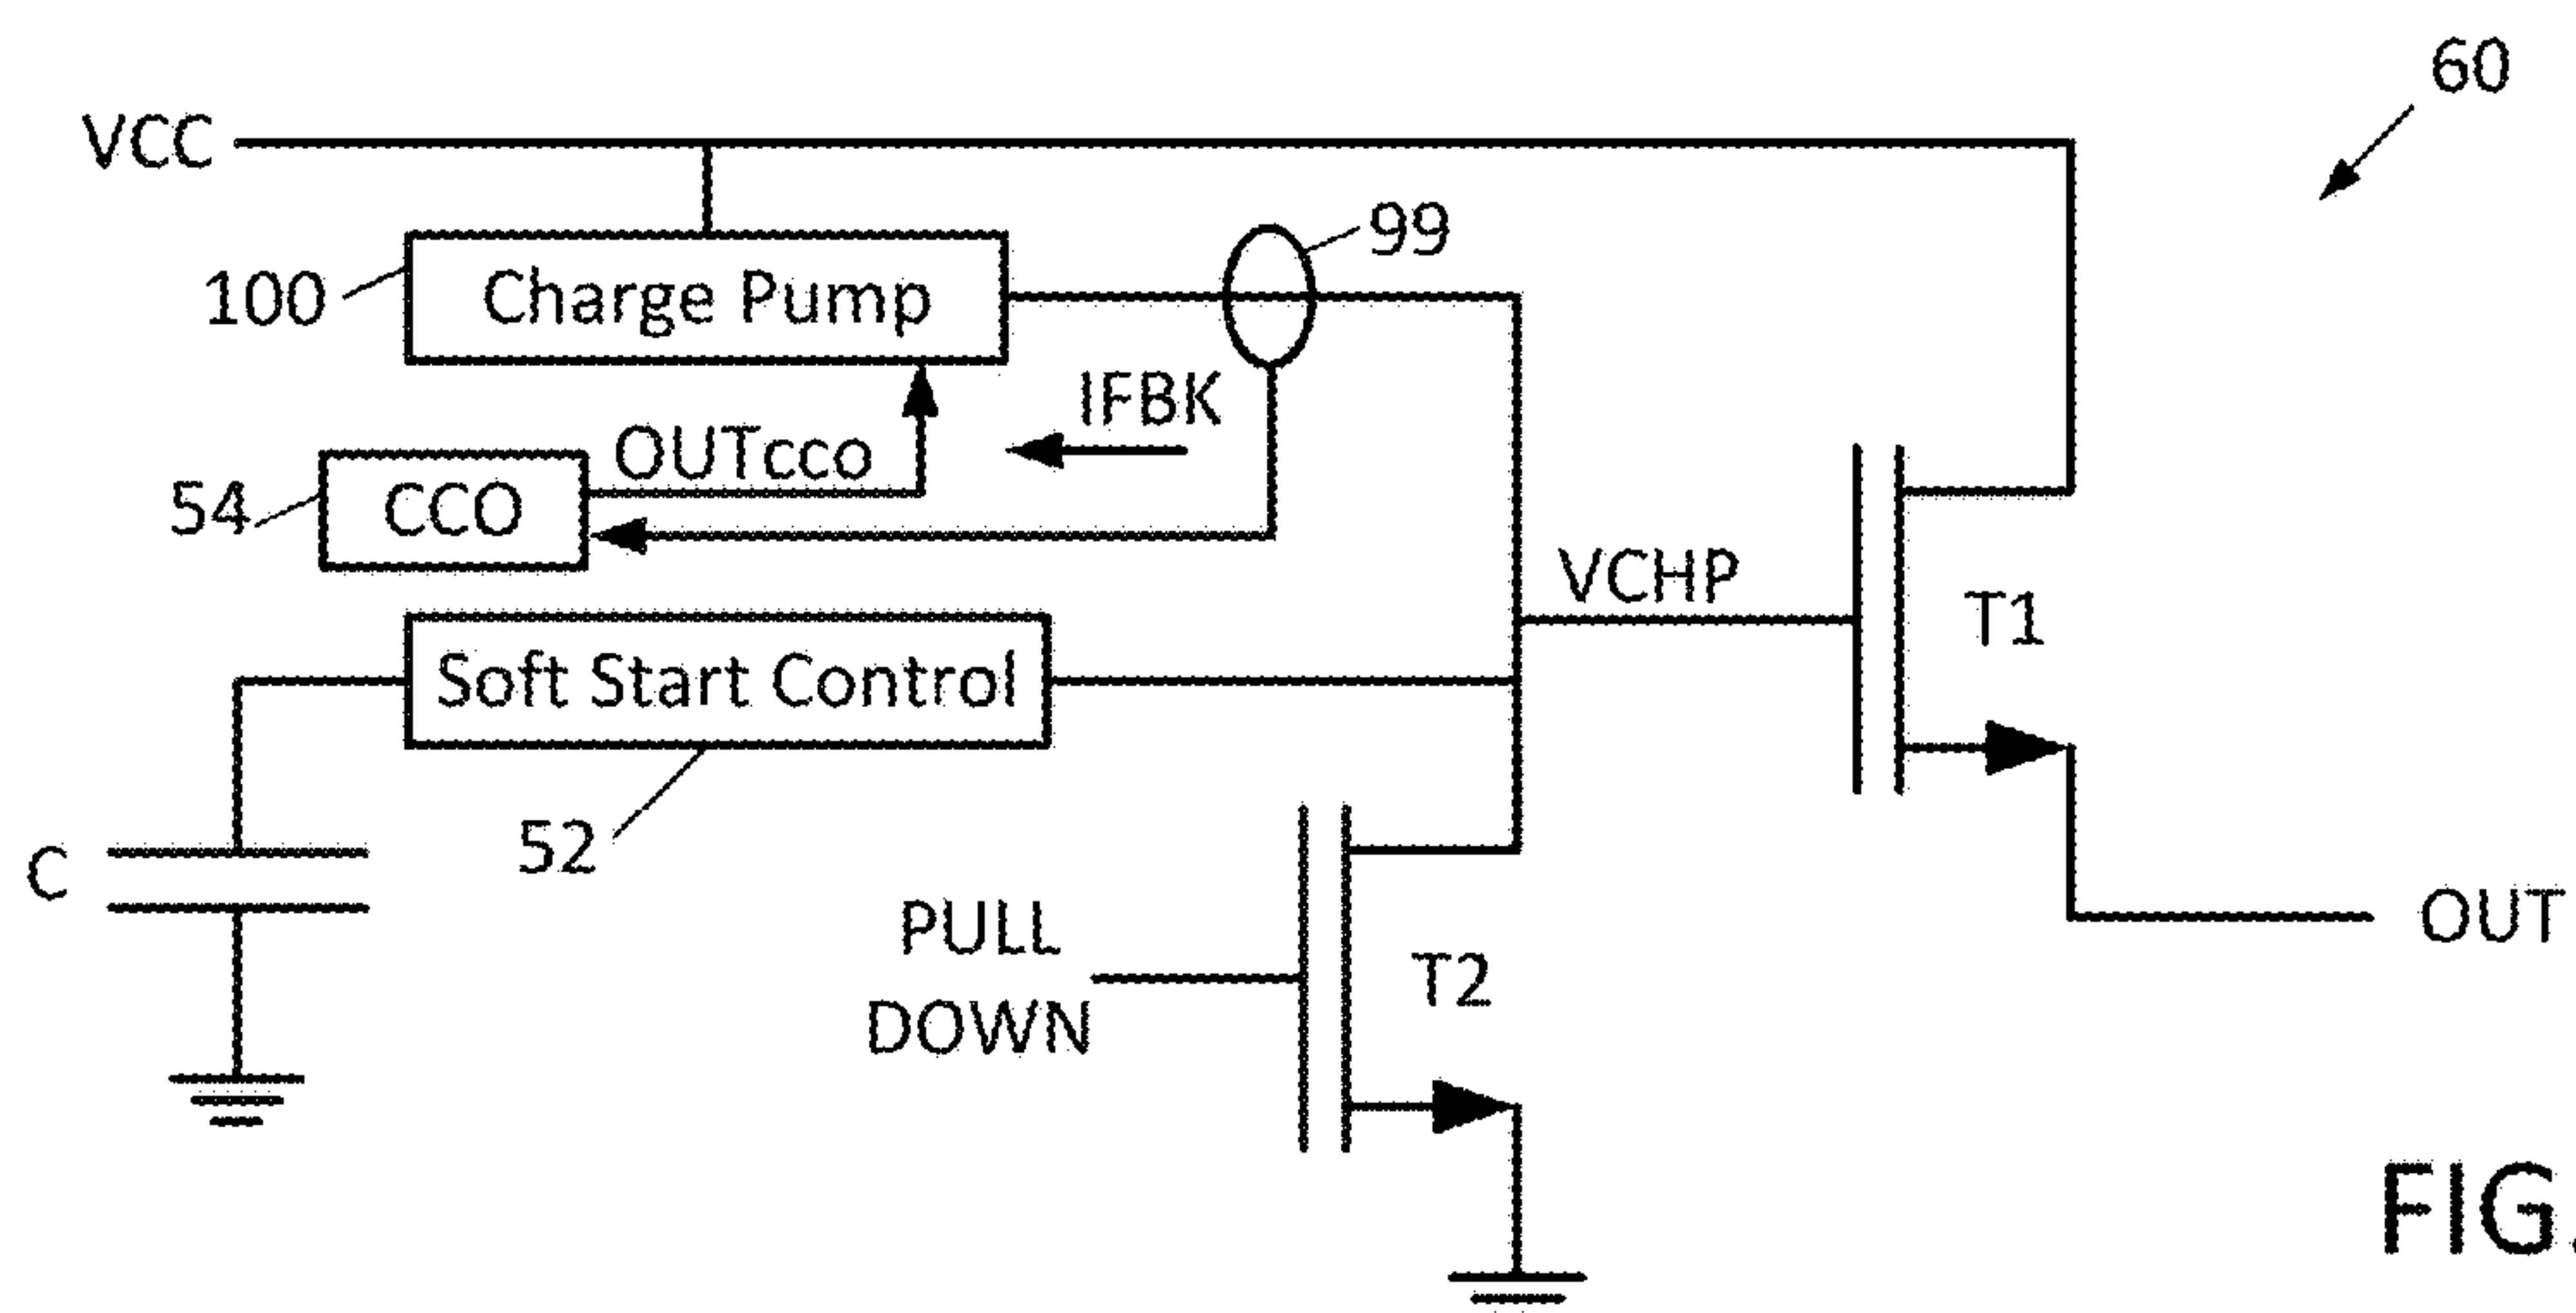 60
VCC
99
100
Charge Pump
IFBK
OUTcco
54
CCO
VCHP
T1
Soft Start Control
52
C
PULL
DOWN
T2
OUT
FIG.